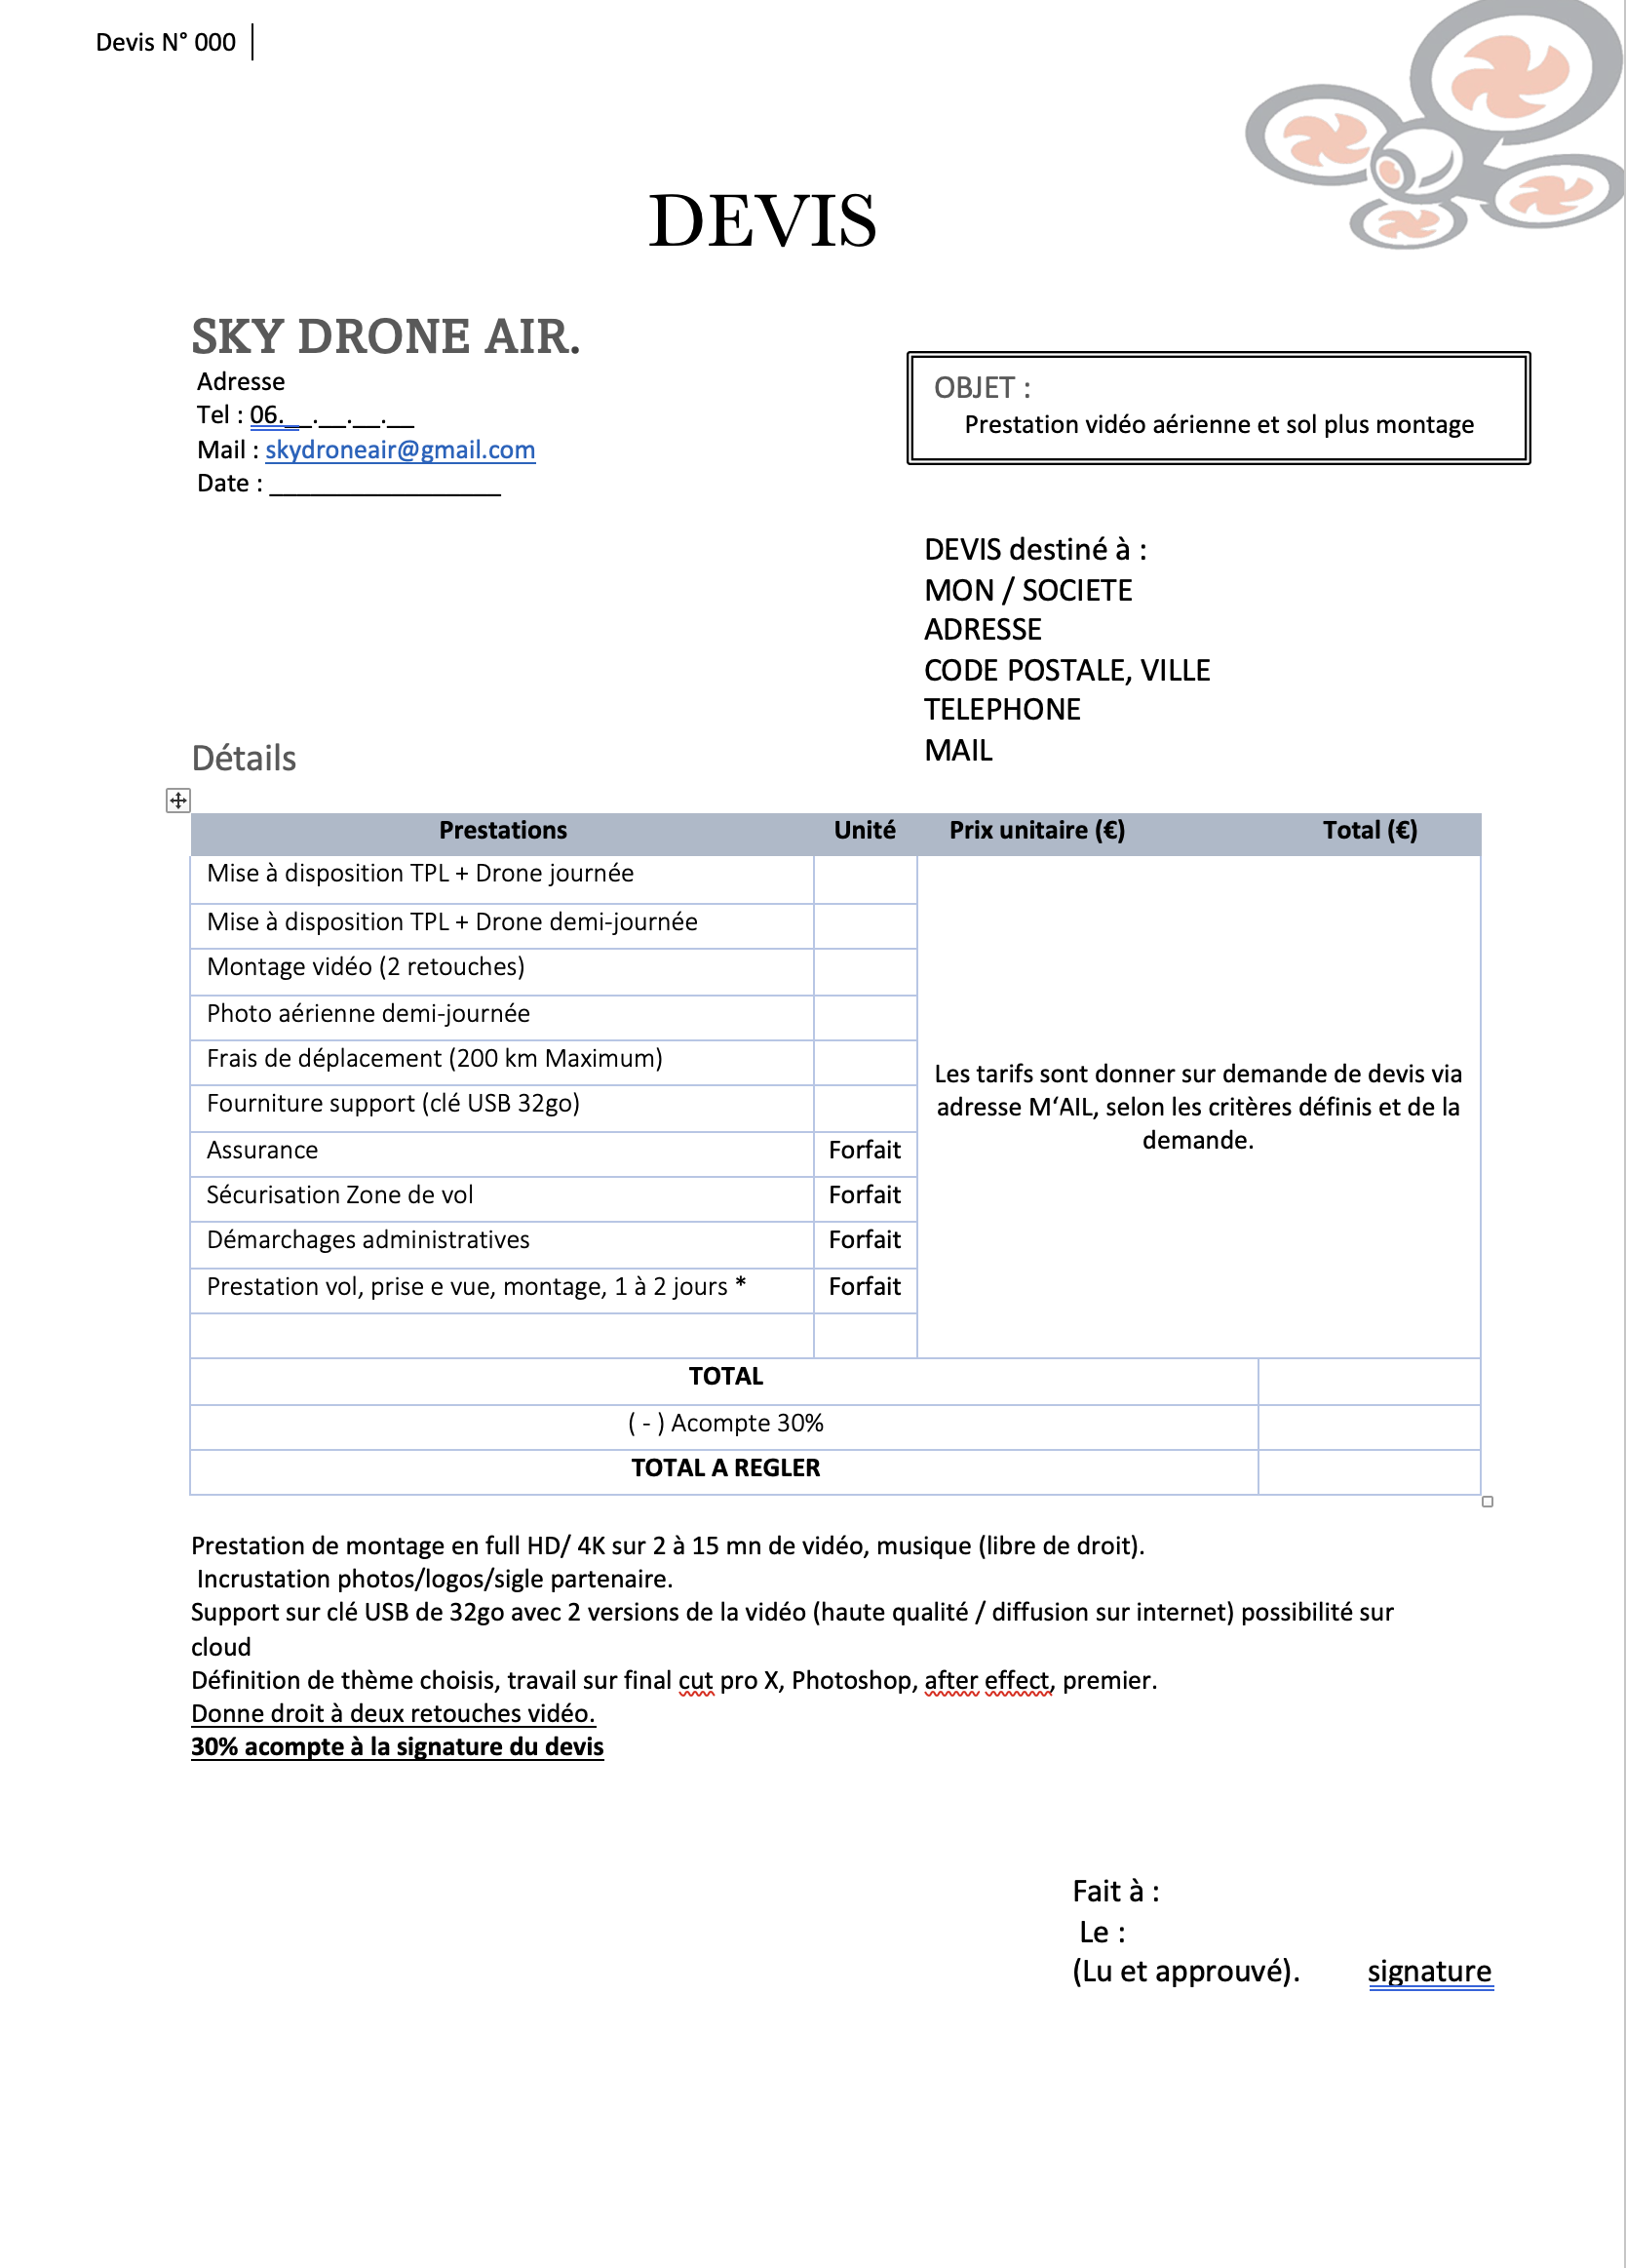 Devis N° 000
DEVIS
SKY DRONE AIR.
Adresse
Tel : 06.__.__.__.__
Mail : skydroneair@gmail.com
Date : _________________
OBJET :
Prestation vidéo aérienne et sol plus montage
DEVIS destiné à :
MON / SOCIETE
ADRESSE
CODE POSTALE, VILLE
TELEPHONE
MAIL
Détails
Prestations Unité Prix unitaire (€) Total (€)
Mise à disposition TPL + Drone journée
Mise à disposition TPL + Drone demi-journée
Montage vidéo (2 retouches)
Photo aérienne demi-journée
Frais de déplacement (200 km Maximum)
Fourniture support (clé USB 32go)
Assurance Forfait
Sécurisation Zone de vol Forfait
Démarchages administratives Forfait
Prestation vol, prise e vue, montage, 1 à 2 jours * Forfait
Les tarifs sont donner sur demande de devis via
adresse M‘AIL, selon les critères définis et de la
demande.
TOTAL
( - ) Acompte 30%
TOTAL A REGLER
Prestation de montage en full HD/ 4K sur 2 à 15 mn de vidéo, musique (libre de droit).
Incrustation photos/logos/sigle partenaire.
Support sur clé USB de 32go avec 2 versions de la vidéo (haute qualité / diffusion sur internet) possibilité sur
cloud
Définition de thème choisis, travail sur final cut pro X, Photoshop, after effect, premier.
Donne droit à deux retouches vidéo.
30% acompte à la signature du devis
Fait à :
Le :
(Lu et approuvé). signature